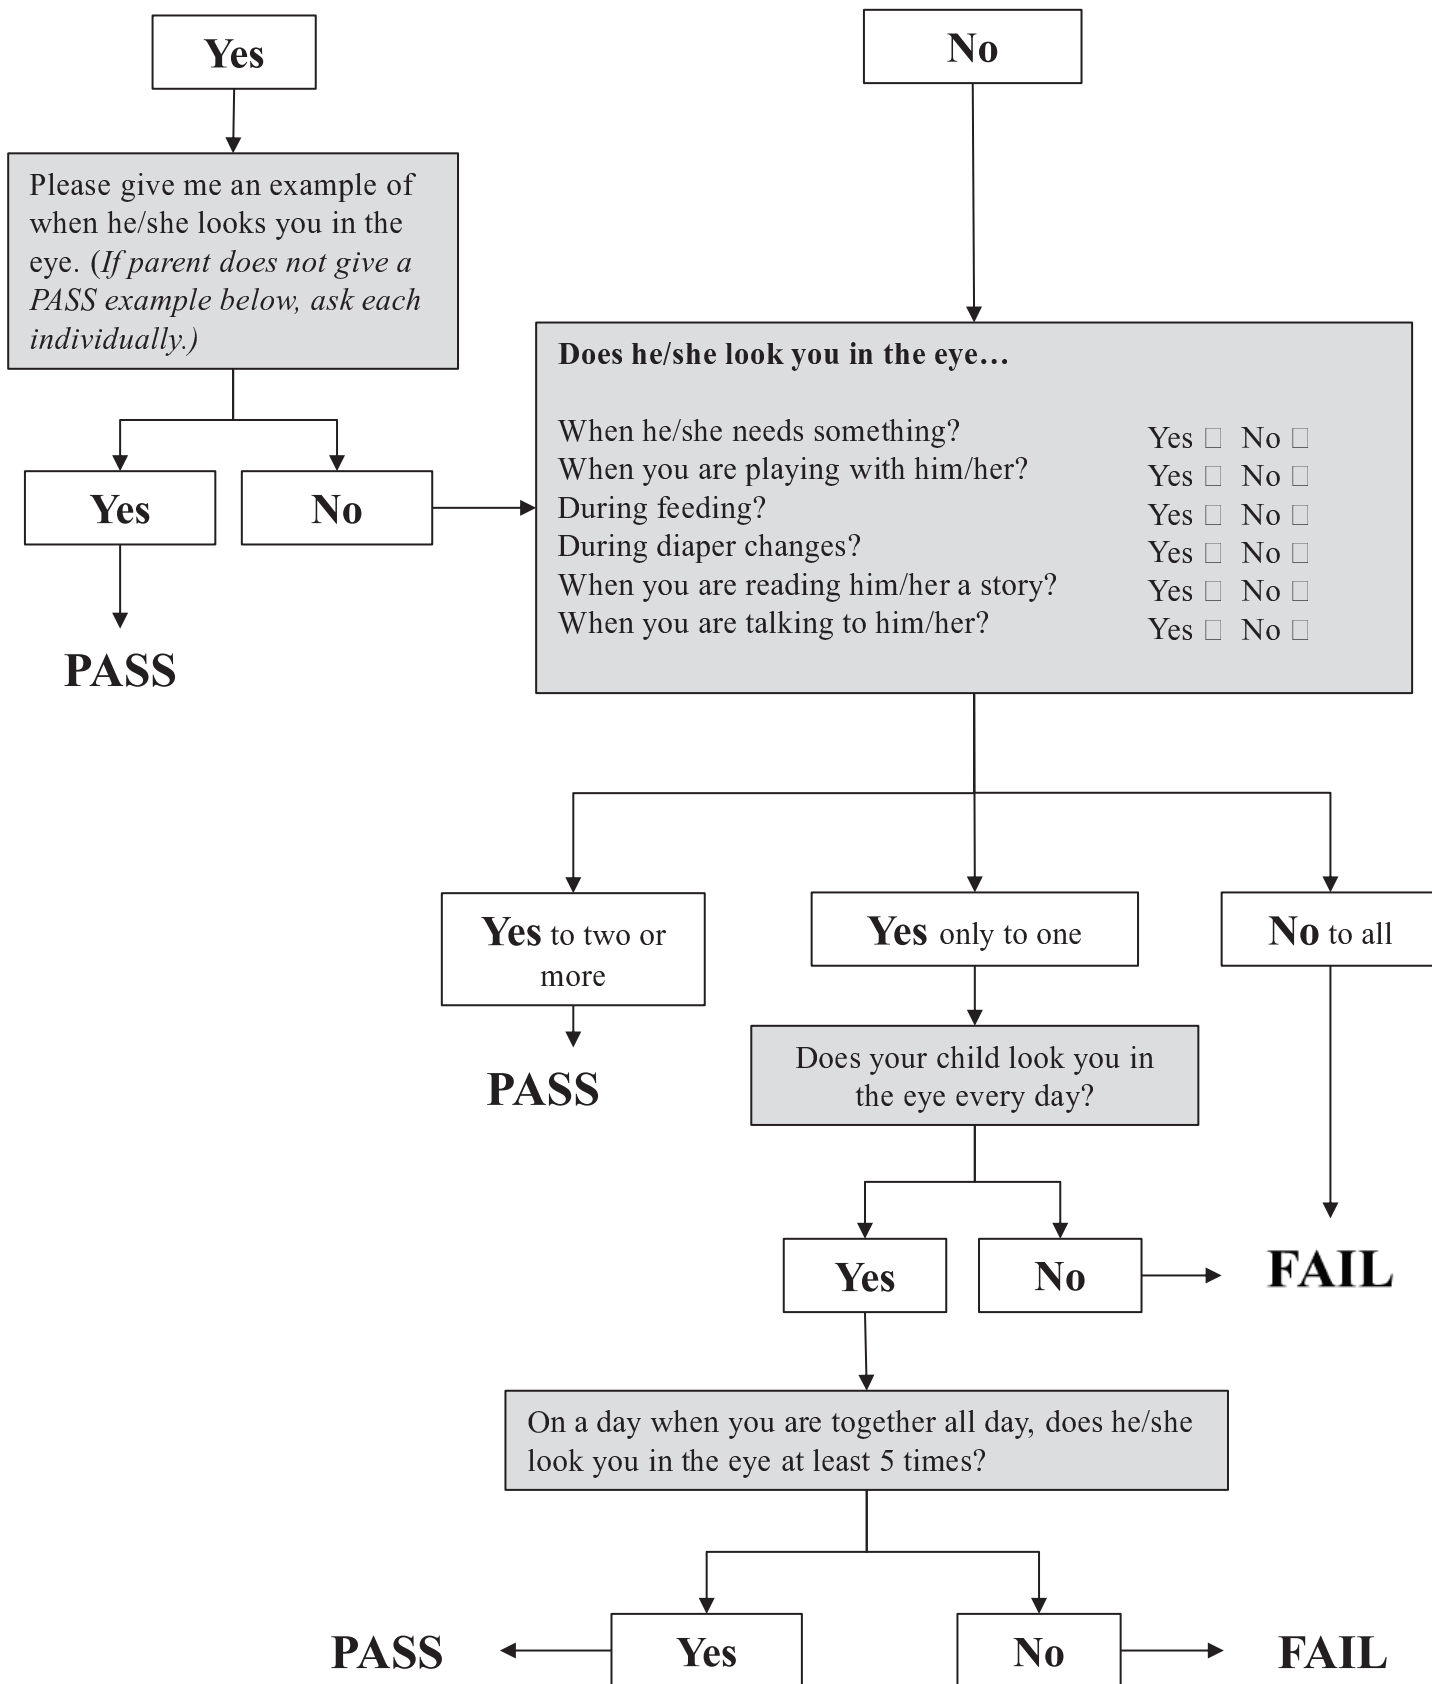 Yes
No
Please give me an example of
when he/she looks you in the
eye. (If parent does not give a
PASS example below, ask each
individually.)
Does he/she look you in the eye…
When he/she needs something? Yes □ No □
When you are playing with him/her? Yes □ No □
During feeding? Yes □ No □
During diaper changes? Yes □ No □
When you are reading him/her a story? Yes □ No □
When you are talking to him/her? Yes □ No □
Yes
No
PASS
Yes to two or
more
Yes only to one
No to all
PASS
Does your child look you in
the eye every day?
Yes
No
FAIL
On a day when you are together all day, does he/she
look you in the eye at least 5 times?
PASS
Yes
No
FAIL